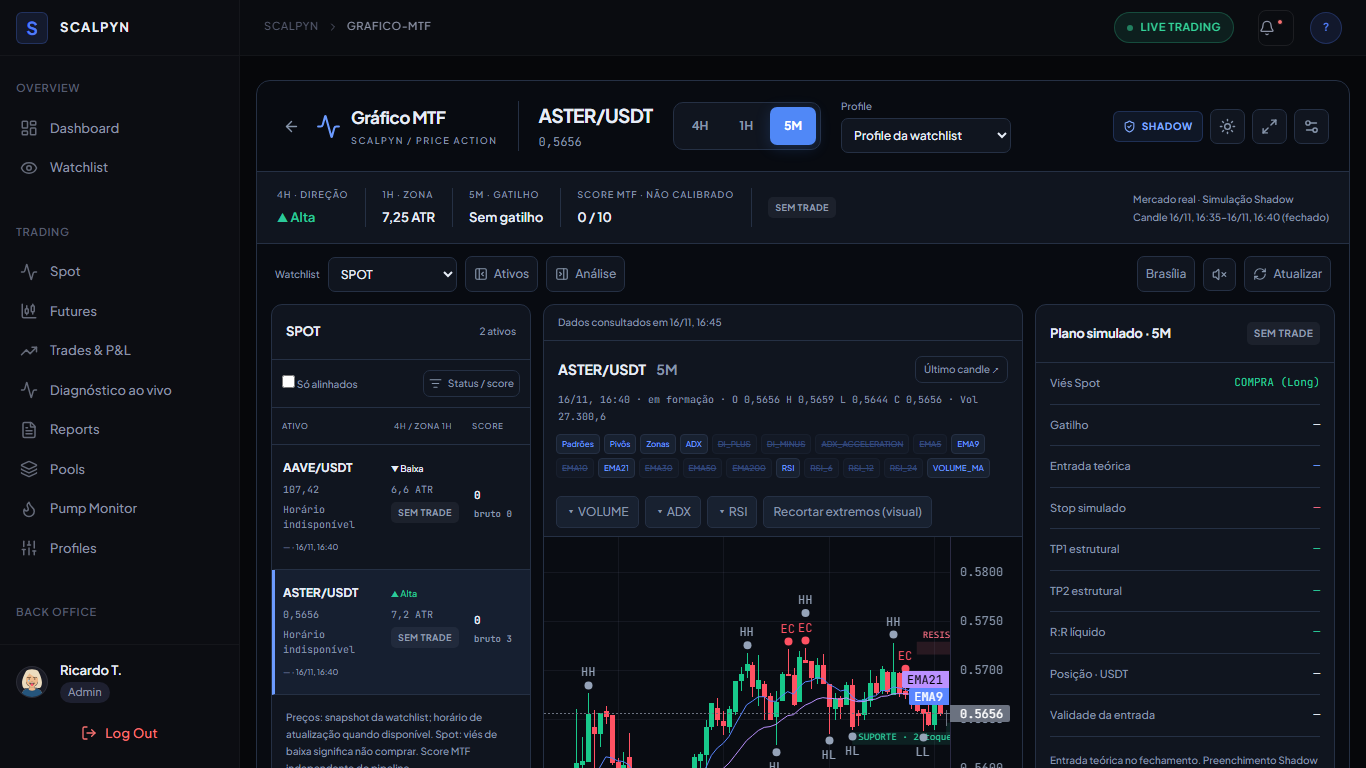 S SCALPYN
OVERVIEW
Dashboard
Watchlist
TRADING
Spot
Futures
Trades & P&L
Diagnóstico ao vivo
Reports
Pools
Pump Monitor
Profiles
BACK OFFICE
Ricardo T.
Admin
Log Out
SCALPYN > GRAFICO-MTF
LIVE TRADING
?
Gráfico MTF
SCALPYN / PRICE ACTION
ASTER/USDT
0,5656
4H 1H 5M
Profile
Profile da watchlist
SHADOW
4H · DIREÇÃO
▲ Alta
1H · ZONA
7,25 ATR
5M · GATILHO
Sem gatilho
SCORE MTF · NÃO CALIBRADO
0 / 10
SEM TRADE
Mercado real · Simulação Shadow
Candle 16/11, 16:35–16/11, 16:40 (fechado)
Watchlist
SPOT
Ativos
Análise
Brasília
Atualizar
SPOT
2 ativos
Só alinhados
Status / score
ATIVO 4H / ZONA 1H SCORE
AAVE/USDT
107,42
Horário
indisponível
— · 16/11, 16:40
▼ Baixa
6,6 ATR
SEM TRADE
0
bruto 0
ASTER/USDT
0,5656
Horário
indisponível
— · 16/11, 16:40
▲ Alta
7,2 ATR
SEM TRADE
0
bruto 3
Preços: snapshot da watchlist; horário de
atualização quando disponível. Spot: viés de
baixa significa não comprar. Score MTF
independente do pipeline.
Dados consultados em 16/11, 16:45
ASTER/USDT 5M
Último candle ↗
16/11, 16:40 · em formação · O 0,5656 H 0,5659 L 0,5644 C 0,5656 · Vol
27.300,6
Padrões Pivôs Zonas ADX DI_PLUS DI_MINUS ADX_ACCELERATION EMA5 EMA9
EMA10 EMA21 EMA30 EMA50 EMA200 RSI RSI_6 RSI_12 RSI_24 VOLUME_MA
▾ VOLUME ▾ ADX ▾ RSI Recortar extremos (visual)
0.5800
HH
0.5750
HH
EC EC
HH
RESIS
EC
HH
0.5700
EMA21
EMA9
0.5656
SUPORTE · 2 toque
HL
HL
LL
HL
0.5600
Plano simulado · 5M
SEM TRADE
Viés Spot COMPRA (Long)
Gatilho —
Entrada teórica —
Stop simulado —
TP1 estrutural —
TP2 estrutural —
R:R líquido —
Posição · USDT —
Validade da entrada —
Entrada teórica no fechamento. Preenchimento Shadow